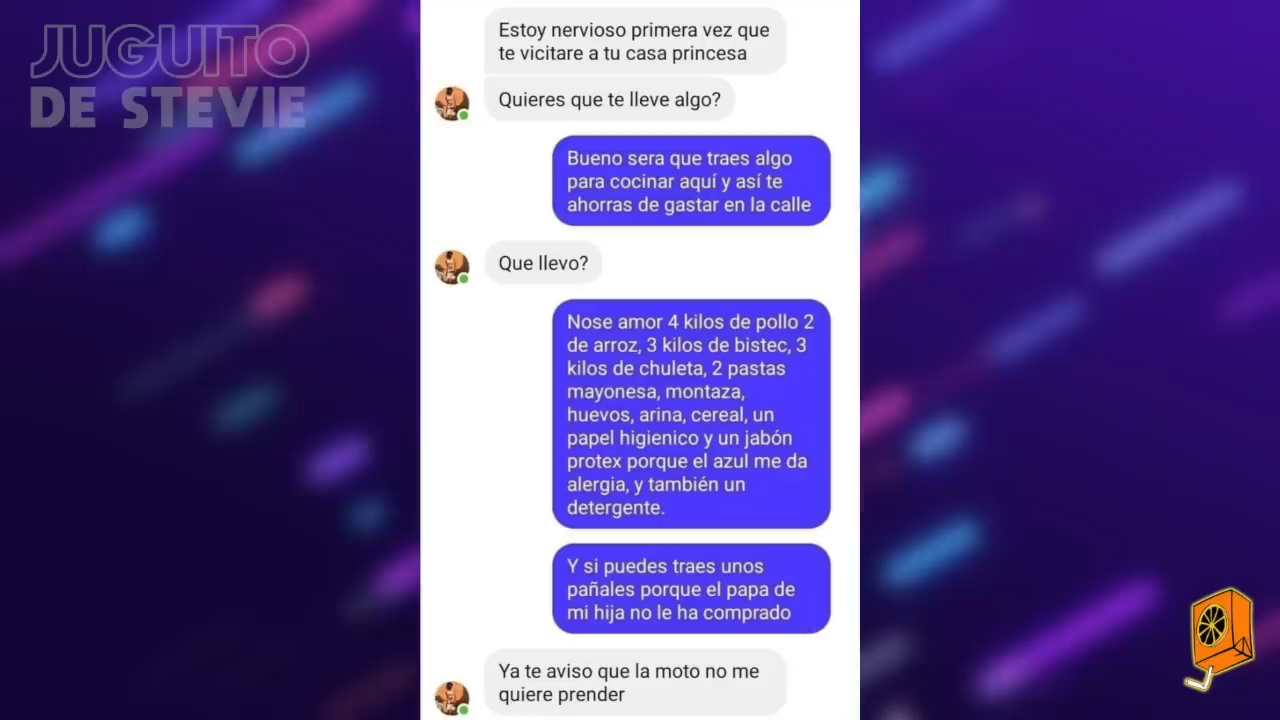 JUGUITO
DE STEVIE
Estoy nervioso primera vez que
te vicitare a tu casa princesa
Quieres que te lleve algo?
Bueno sera que traes algo
para cocinar aquí y así te
ahorras de gastar en la calle
Que llevo?
Nose amor 4 kilos de pollo 2
de arroz, 3 kilos de bistec, 3
kilos de chuleta, 2 pastas
mayonesa, montaza,
huevos, arina, cereal, un
papel higienico y un jabón
protex porque el azul me da
alergia, y también un
detergente.
Y si puedes traes unos
pañales porque el papa de
mi hija no le ha comprado
Ya te aviso que la moto no me
quiere prender